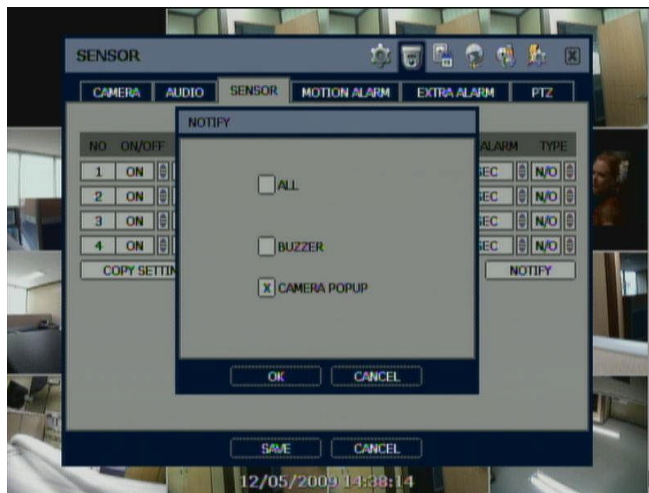 SENSOR
CAMERA AUDIO SENSOR MOTION ALARM EXTRA ALARM PTZ
NOTIFY
NO ON/OFF ALARM TYPE
1 ON SEC N/O
ALL
2 ON SEC N/O
3 ON SEC N/O
4 ON BUZZER SEC N/O
COPY SETTIN NOTIFY
X CAMERA POPUP
OK CANCEL
SAVE CANCEL
12/05/2009 14:38:14